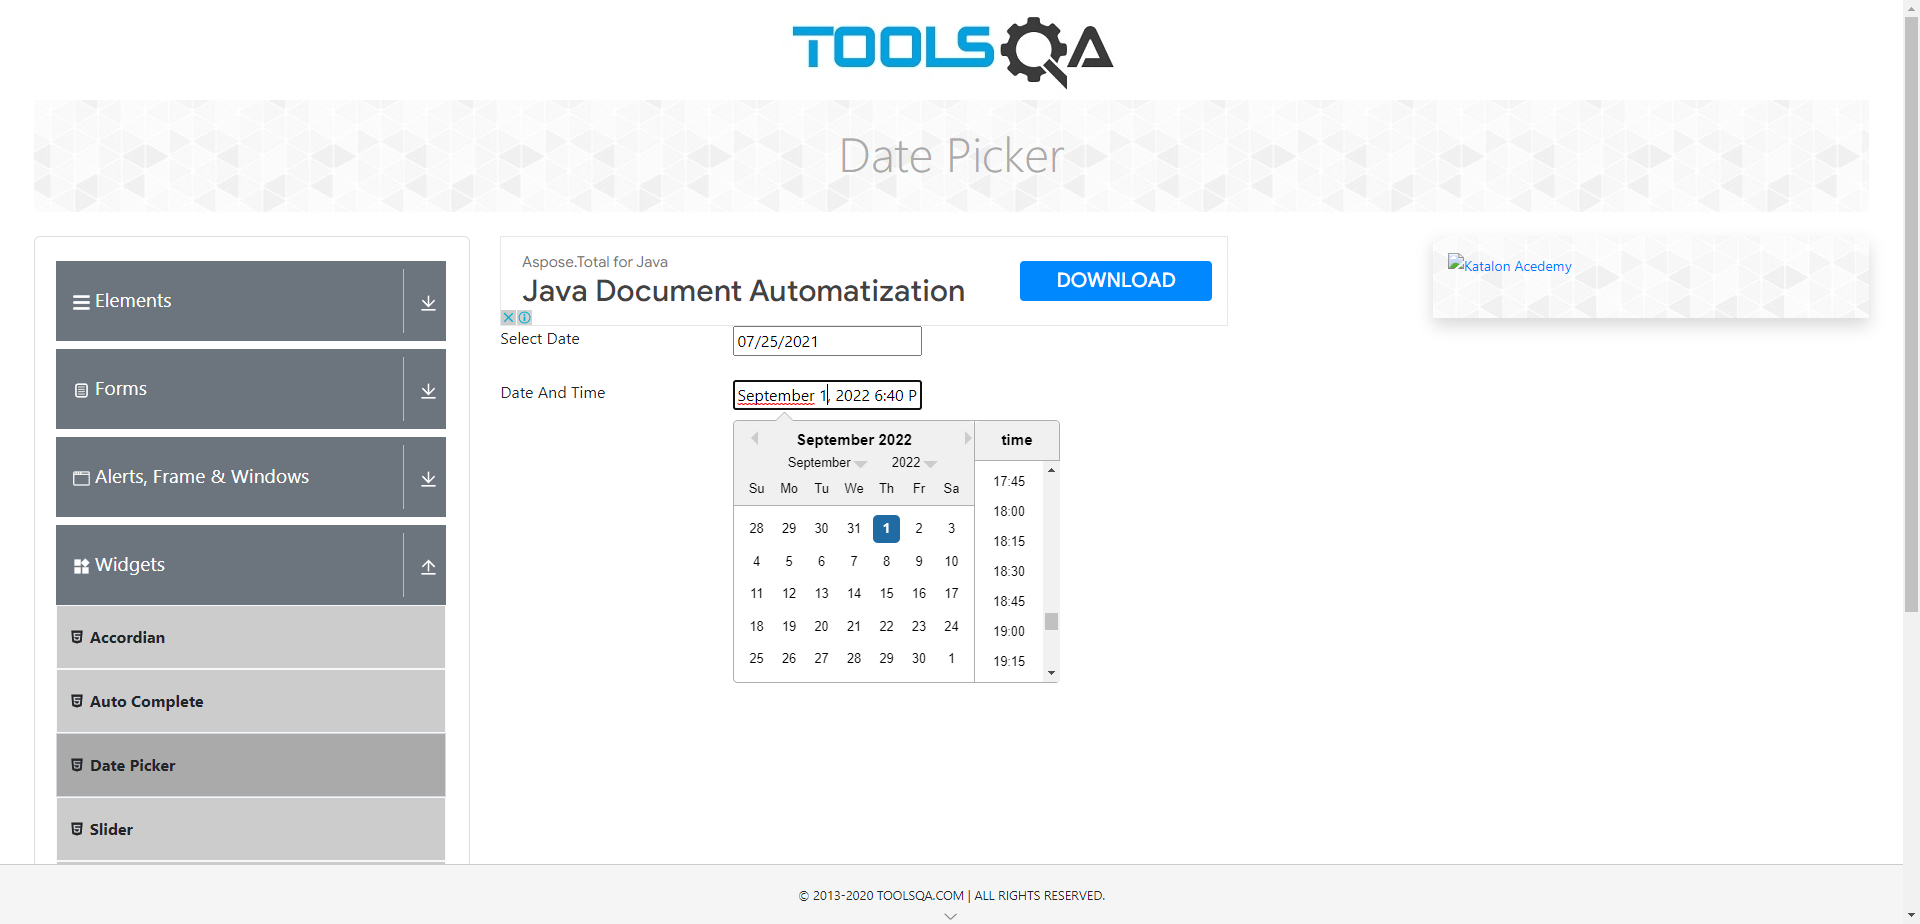 TOOLSQA
Date Picker
Elements
Forms
Alerts, Frame & Windows
Widgets
Accordian
Auto Complete
Date Picker
Slider
Aspose.Total for Java
Java Document Automatization
DOWNLOAD
Select Date
07/25/2021
Date And Time
September 1, 2022 6:40 P
September 2022
September 2022
Su Mo Tu We Th Fr Sa
28 29 30 31 1 2 3
4 5 6 7 8 9 10
11 12 13 14 15 16 17
18 19 20 21 22 23 24
25 26 27 28 29 30 1
time
17:45
18:00
18:15
18:30
18:45
19:00
19:15
Katalon Acedemy
© 2013-2020 TOOLSQA.COM | ALL RIGHTS RESERVED.